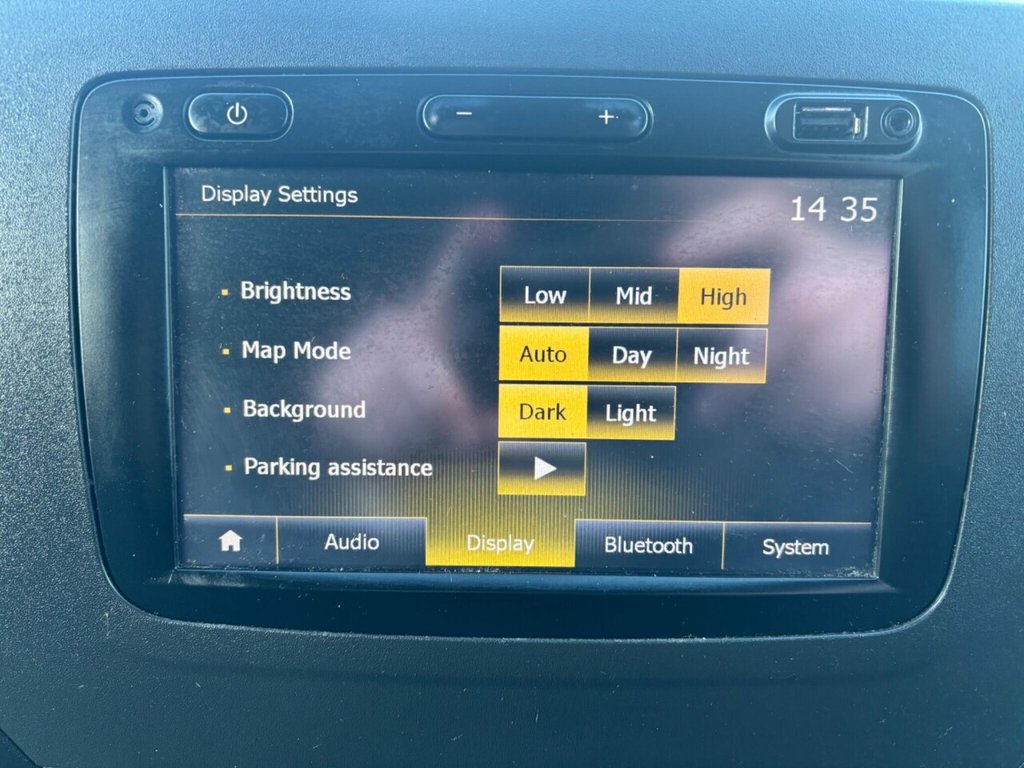 − +
Display Settings 14 35
Brightness Low Mid High
Map Mode Auto Day Night
Background Dark Light
Parking assistance
Audio Display Bluetooth System